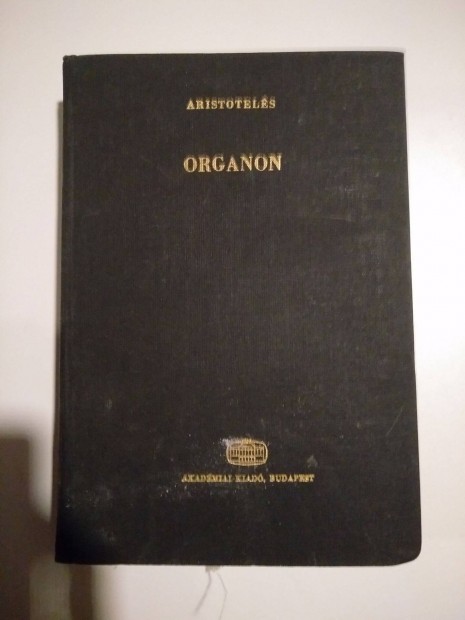 ARISTOTELÉS
ORGANON
AKADÉMIAI KIADÓ, BUDAPEST